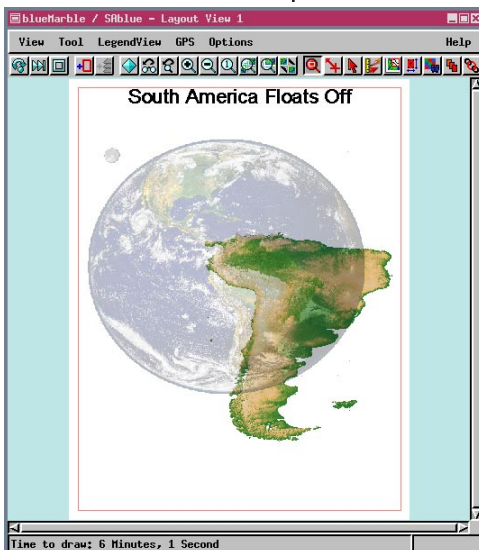 blueMarble / SAblue - Layout View 1
View Tool LegendView GPS Options Help
South America Floats Off
Time to draw: 6 Minutes, 1 Second